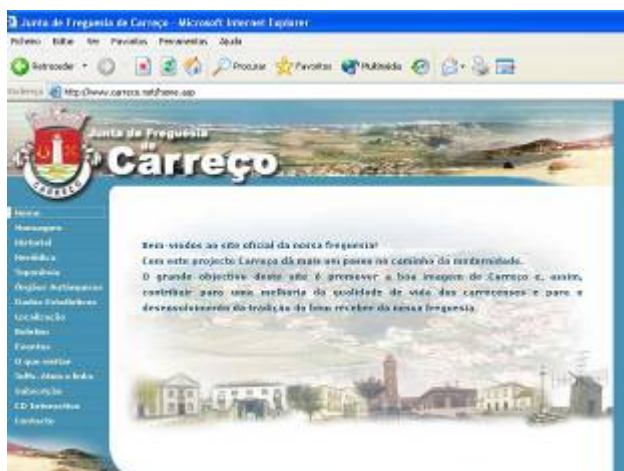 Junta de Freguesia de Carreço - Microsoft Internet Explorer
Ficheiro Editar Ver Favoritos Ferramentas Ajuda
Retroceder Procurar Favoritos Multimédia
Endereço http://www.carreco.net/home.asp
Junta de Freguesia
de
Carreço
CARREÇO
Home
Mensagem
Historial
Heráldica
Toponímia
Órgãos Autárquicos
Dados Estatísticos
Localização
Boletim
Eventos
O que visitar
Telfs. úteis e links
Subscrição
CD Interactivo
Contacto
Bem-vindos ao site oficial da nossa freguesia!
Com este projecto Carreço dá mais um passo no caminho da modernidade.
O grande objectivo deste site é promover a boa imagem de Carreço e, assim,
contribuir para uma melhoria da qualidade de vida dos carrecenses e para o
desenvolvimento da tradição do bem receber da nossa freguesia.